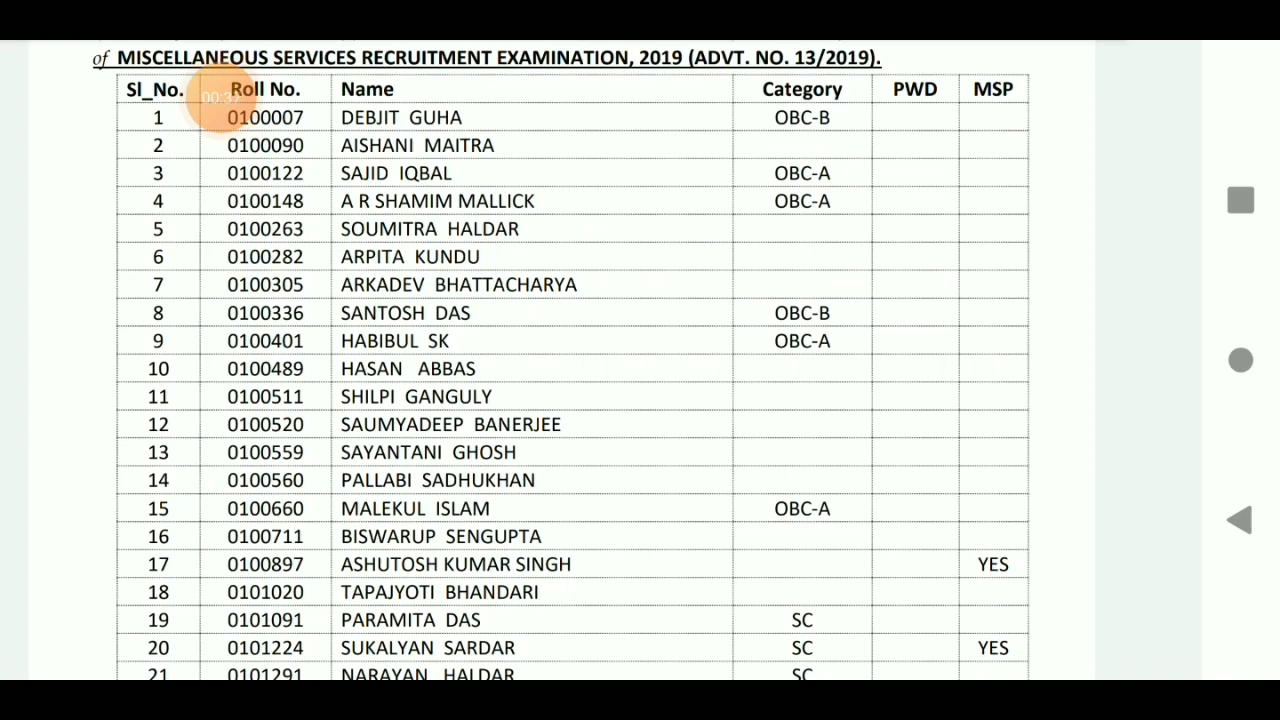 of MISCELLANEOUS SERVICES RECRUITMENT EXAMINATION, 2019 (ADVT. NO. 13/2019).
Sl_No. Roll No. Name Category PWD MSP
00:37
1 0100007 DEBJIT GUHA OBC-B
2 0100090 AISHANI MAITRA
3 0100122 SAJID IQBAL OBC-A
4 0100148 A R SHAMIM MALLICK OBC-A
5 0100263 SOUMITRA HALDAR
6 0100282 ARPITA KUNDU
7 0100305 ARKADEV BHATTACHARYA
8 0100336 SANTOSH DAS OBC-B
9 0100401 HABIBUL SK OBC-A
10 0100489 HASAN ABBAS
11 0100511 SHILPI GANGULY
12 0100520 SAUMYADEEP BANERJEE
13 0100559 SAYANTANI GHOSH
14 0100560 PALLABI SADHUKHAN
15 0100660 MALEKUL ISLAM OBC-A
16 0100711 BISWARUP SENGUPTA
17 0100897 ASHUTOSH KUMAR SINGH YES
18 0101020 TAPAJYOTI BHANDARI
19 0101091 PARAMITA DAS SC
20 0101224 SUKALYAN SARDAR SC YES
21 0101291 NARAYAN HALDAR SC